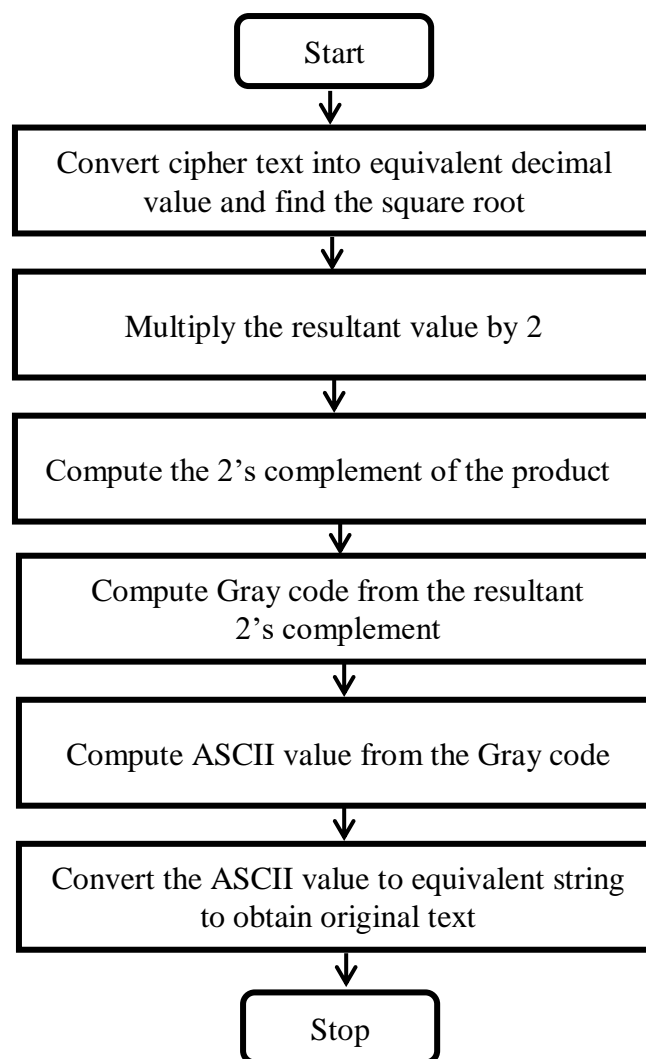 Start
Convert cipher text into equivalent decimal
value and find the square root
Multiply the resultant value by 2
Compute the 2’s complement of the product
Compute Gray code from the resultant
2’s complement
Compute ASCII value from the Gray code
Convert the ASCII value to equivalent string
to obtain original text
Stop